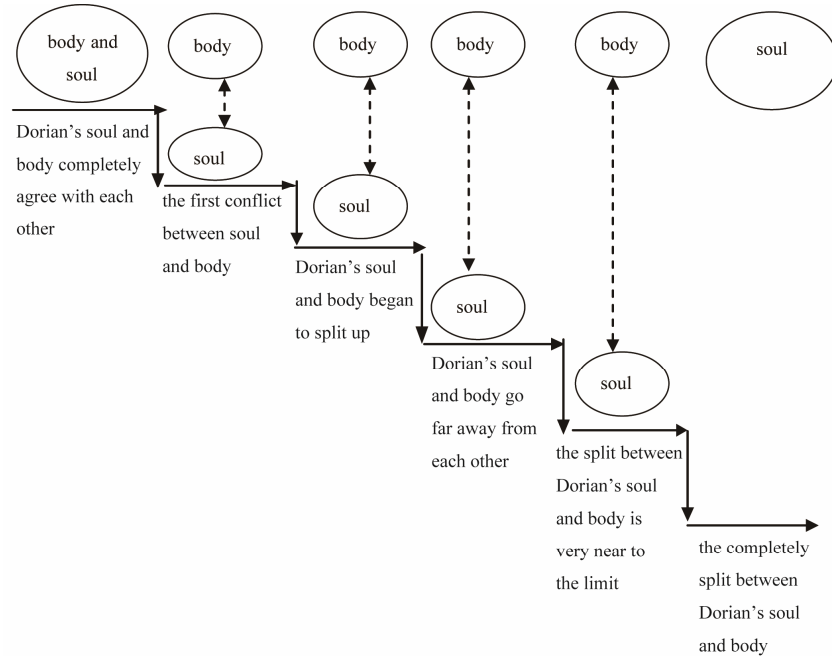 body and
soul
body
body
body
body
soul
soul
soul
soul
soul
Dorian’s soul and
body completely
agree with each
other
the first conflict
between soul
and body
Dorian’s soul
and body began
to split up
Dorian’s soul
and body go
far away from
each other
the split between
Dorian’s soul
and body is
very near to
the limit
the completely
split between
Dorian’s soul
and body